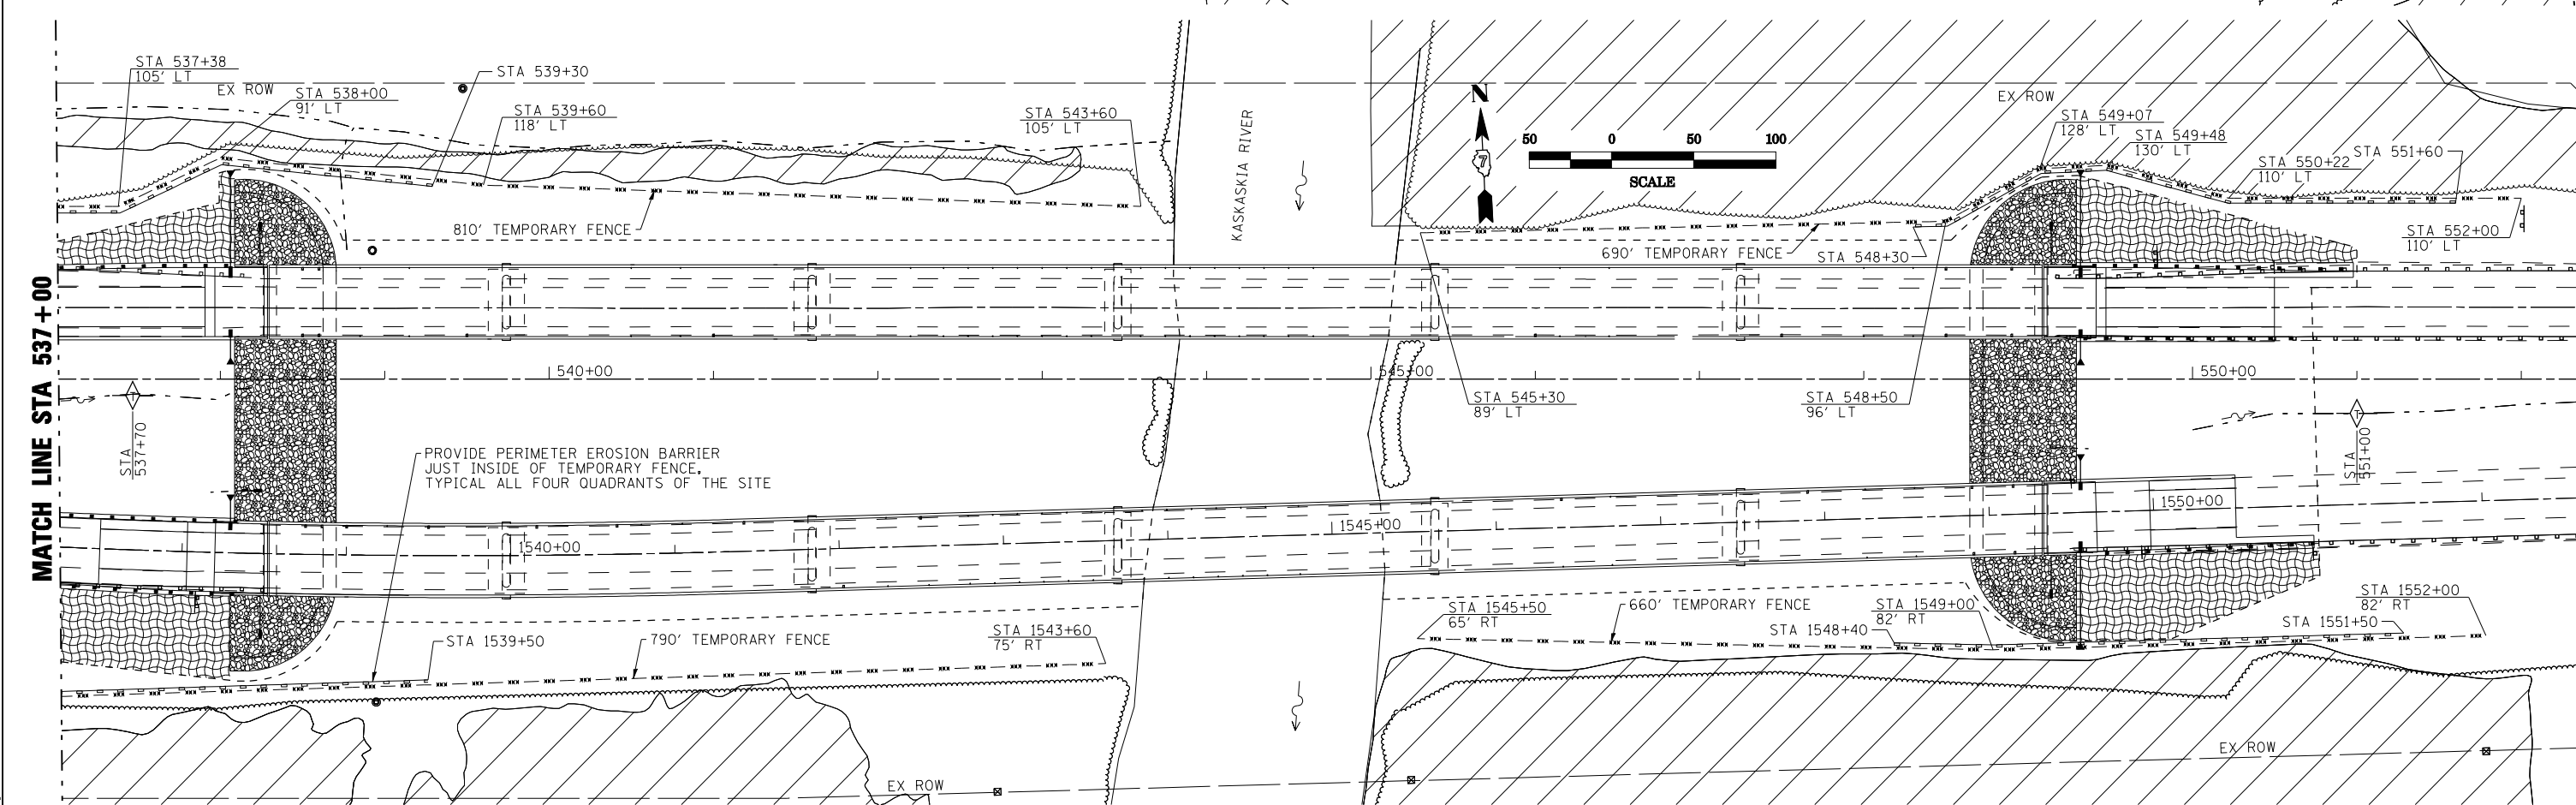 STA 537+38
105' LT
EX ROW
STA 538+00
91' LT
STA 539+30
STA 539+60
118' LT
STA 543+60
105' LT
KASKASKIA RIVER
N
7
50 0 50 100
SCALE
EX ROW
STA 549+07
128' LT
STA 549+48
130' LT
STA 550+22
110' LT
STA 551+60
STA 552+00
110' LT
810' TEMPORARY FENCE
690' TEMPORARY FENCE
STA 548+30
MATCH LINE STA 537+00
540+00
545+00
550+00
STA 545+30
89' LT
STA 548+50
96' LT
T
STA
537+70
T
STA
551+00
PROVIDE PERIMETER EROSION BARRIER
JUST INSIDE OF TEMPORARY FENCE,
TYPICAL ALL FOUR QUADRANTS OF THE SITE
1540+00
1545+00
1550+00
STA 1539+50
790' TEMPORARY FENCE
STA 1543+60
75' RT
STA 1545+50
65' RT
660' TEMPORARY FENCE
STA 1548+40
STA 1549+00
82' RT
STA 1551+50
STA 1552+00
82' RT
EX ROW
EX ROW